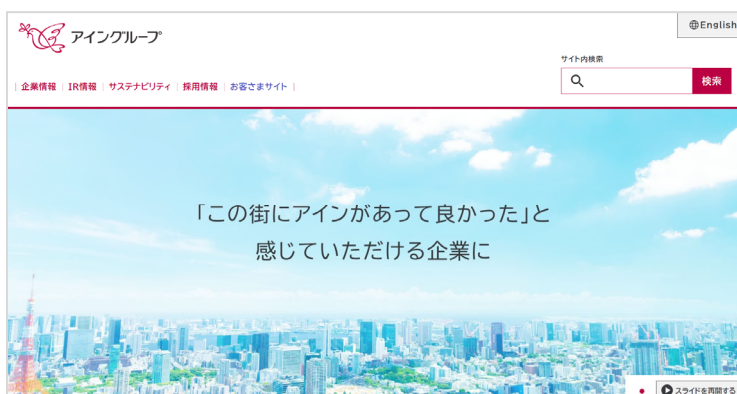 アイングループ
English
サイト内検索
検索
企業情報 | IR情報 | サステナビリティ | 採用情報 | お客さまサイト |
「この街にアインがあって良かった」と
感じていただける企業に
スライドを再開する